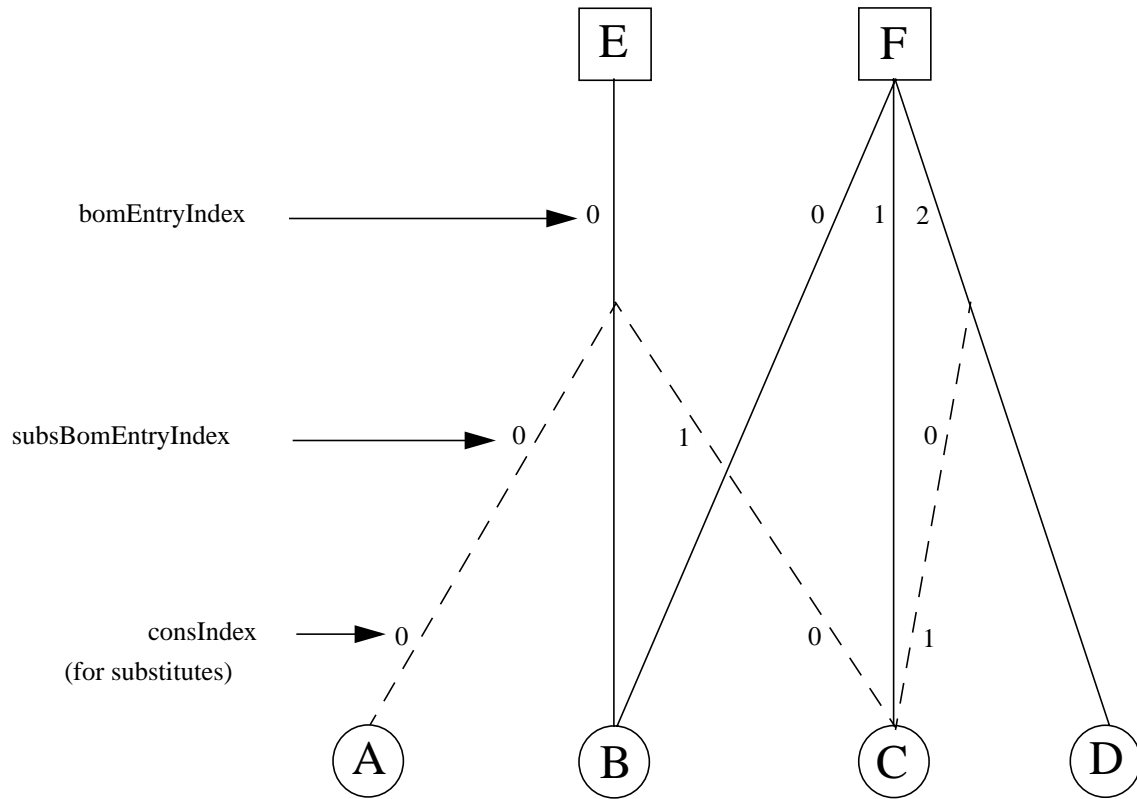 E
F
bomEntryIndex
0
0
1
2
subsBomEntryIndex
0
1
0
consIndex
(for substitutes)
0
0
1
A
B
C
D